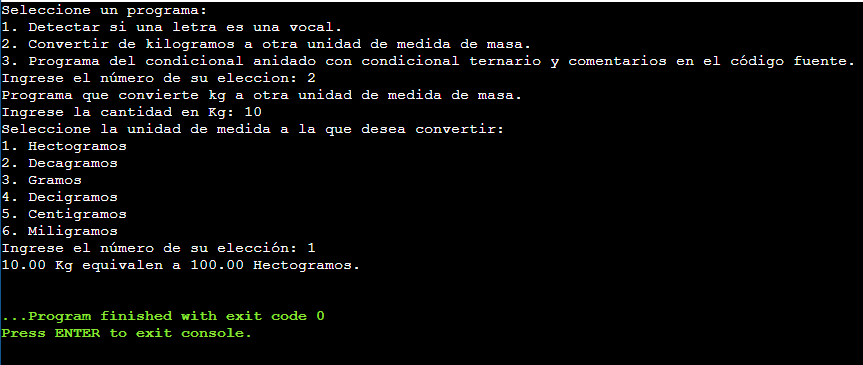 Seleccione un programa:
1. Detectar si una letra es una vocal.
2. Convertir de kilogramos a otra unidad de medida de masa.
3. Programa del condicional anidado con condicional ternario y comentarios en el código fuente.
Ingrese el número de su eleccion: 2
Programa que convierte kg a otra unidad de medida de masa.
Ingrese la cantidad en Kg: 10
Seleccione la unidad de medida a la que desea convertir:
1. Hectogramos
2. Decagramos
3. Gramos
4. Decigramos
5. Centigramos
6. Miligramos
Ingrese el número de su elección: 1
10.00 Kg equivalen a 100.00 Hectogramos.
...Program finished with exit code 0
Press ENTER to exit console.